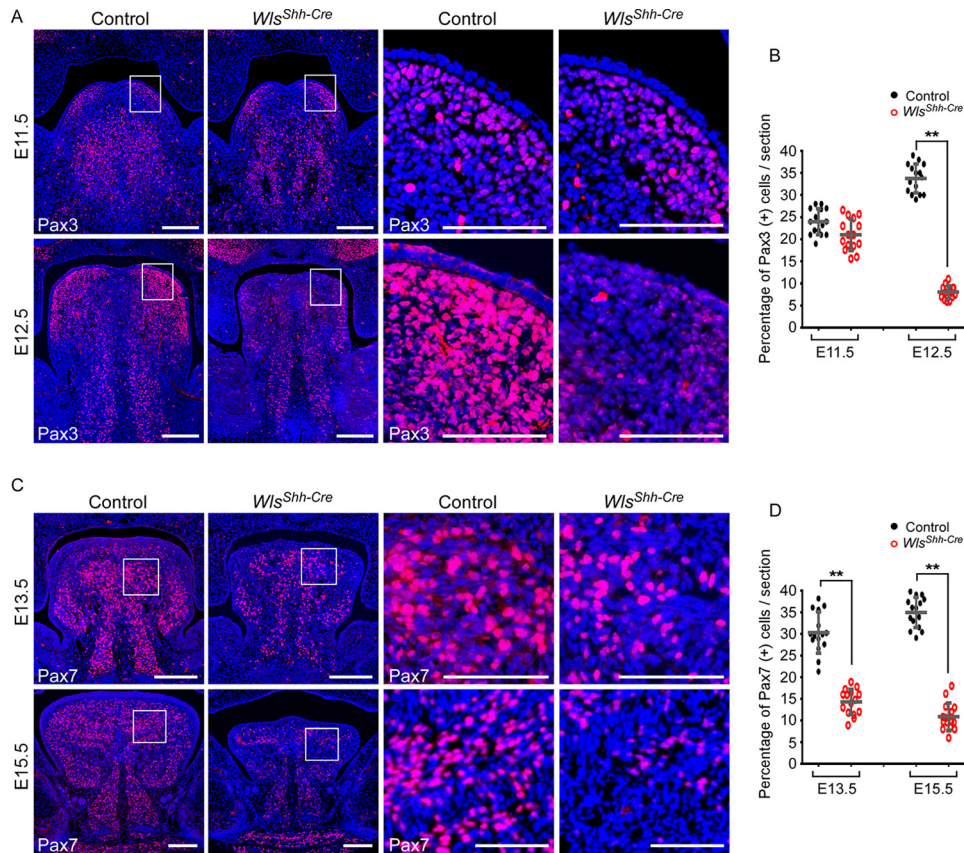 A
Control
Wls^Shh-Cre
Control
Wls^Shh-Cre
E11.5
Pax3
E12.5
Pax3
Pax3
B
Control
Wls^Shh-Cre
Percentage of Pax3 (+) cells / section
**
40
35
30
25
20
15
10
5
0
E11.5
E12.5
C
Control
Wls^Shh-Cre
Control
Wls^Shh-Cre
E13.5
Pax7
Pax7
E15.5
Pax7
Pax7
D
Control
Wls^Shh-Cre
Percentage of Pax7 (+) cells / section
** **
40
35
30
25
20
15
10
5
0
E13.5
E15.5